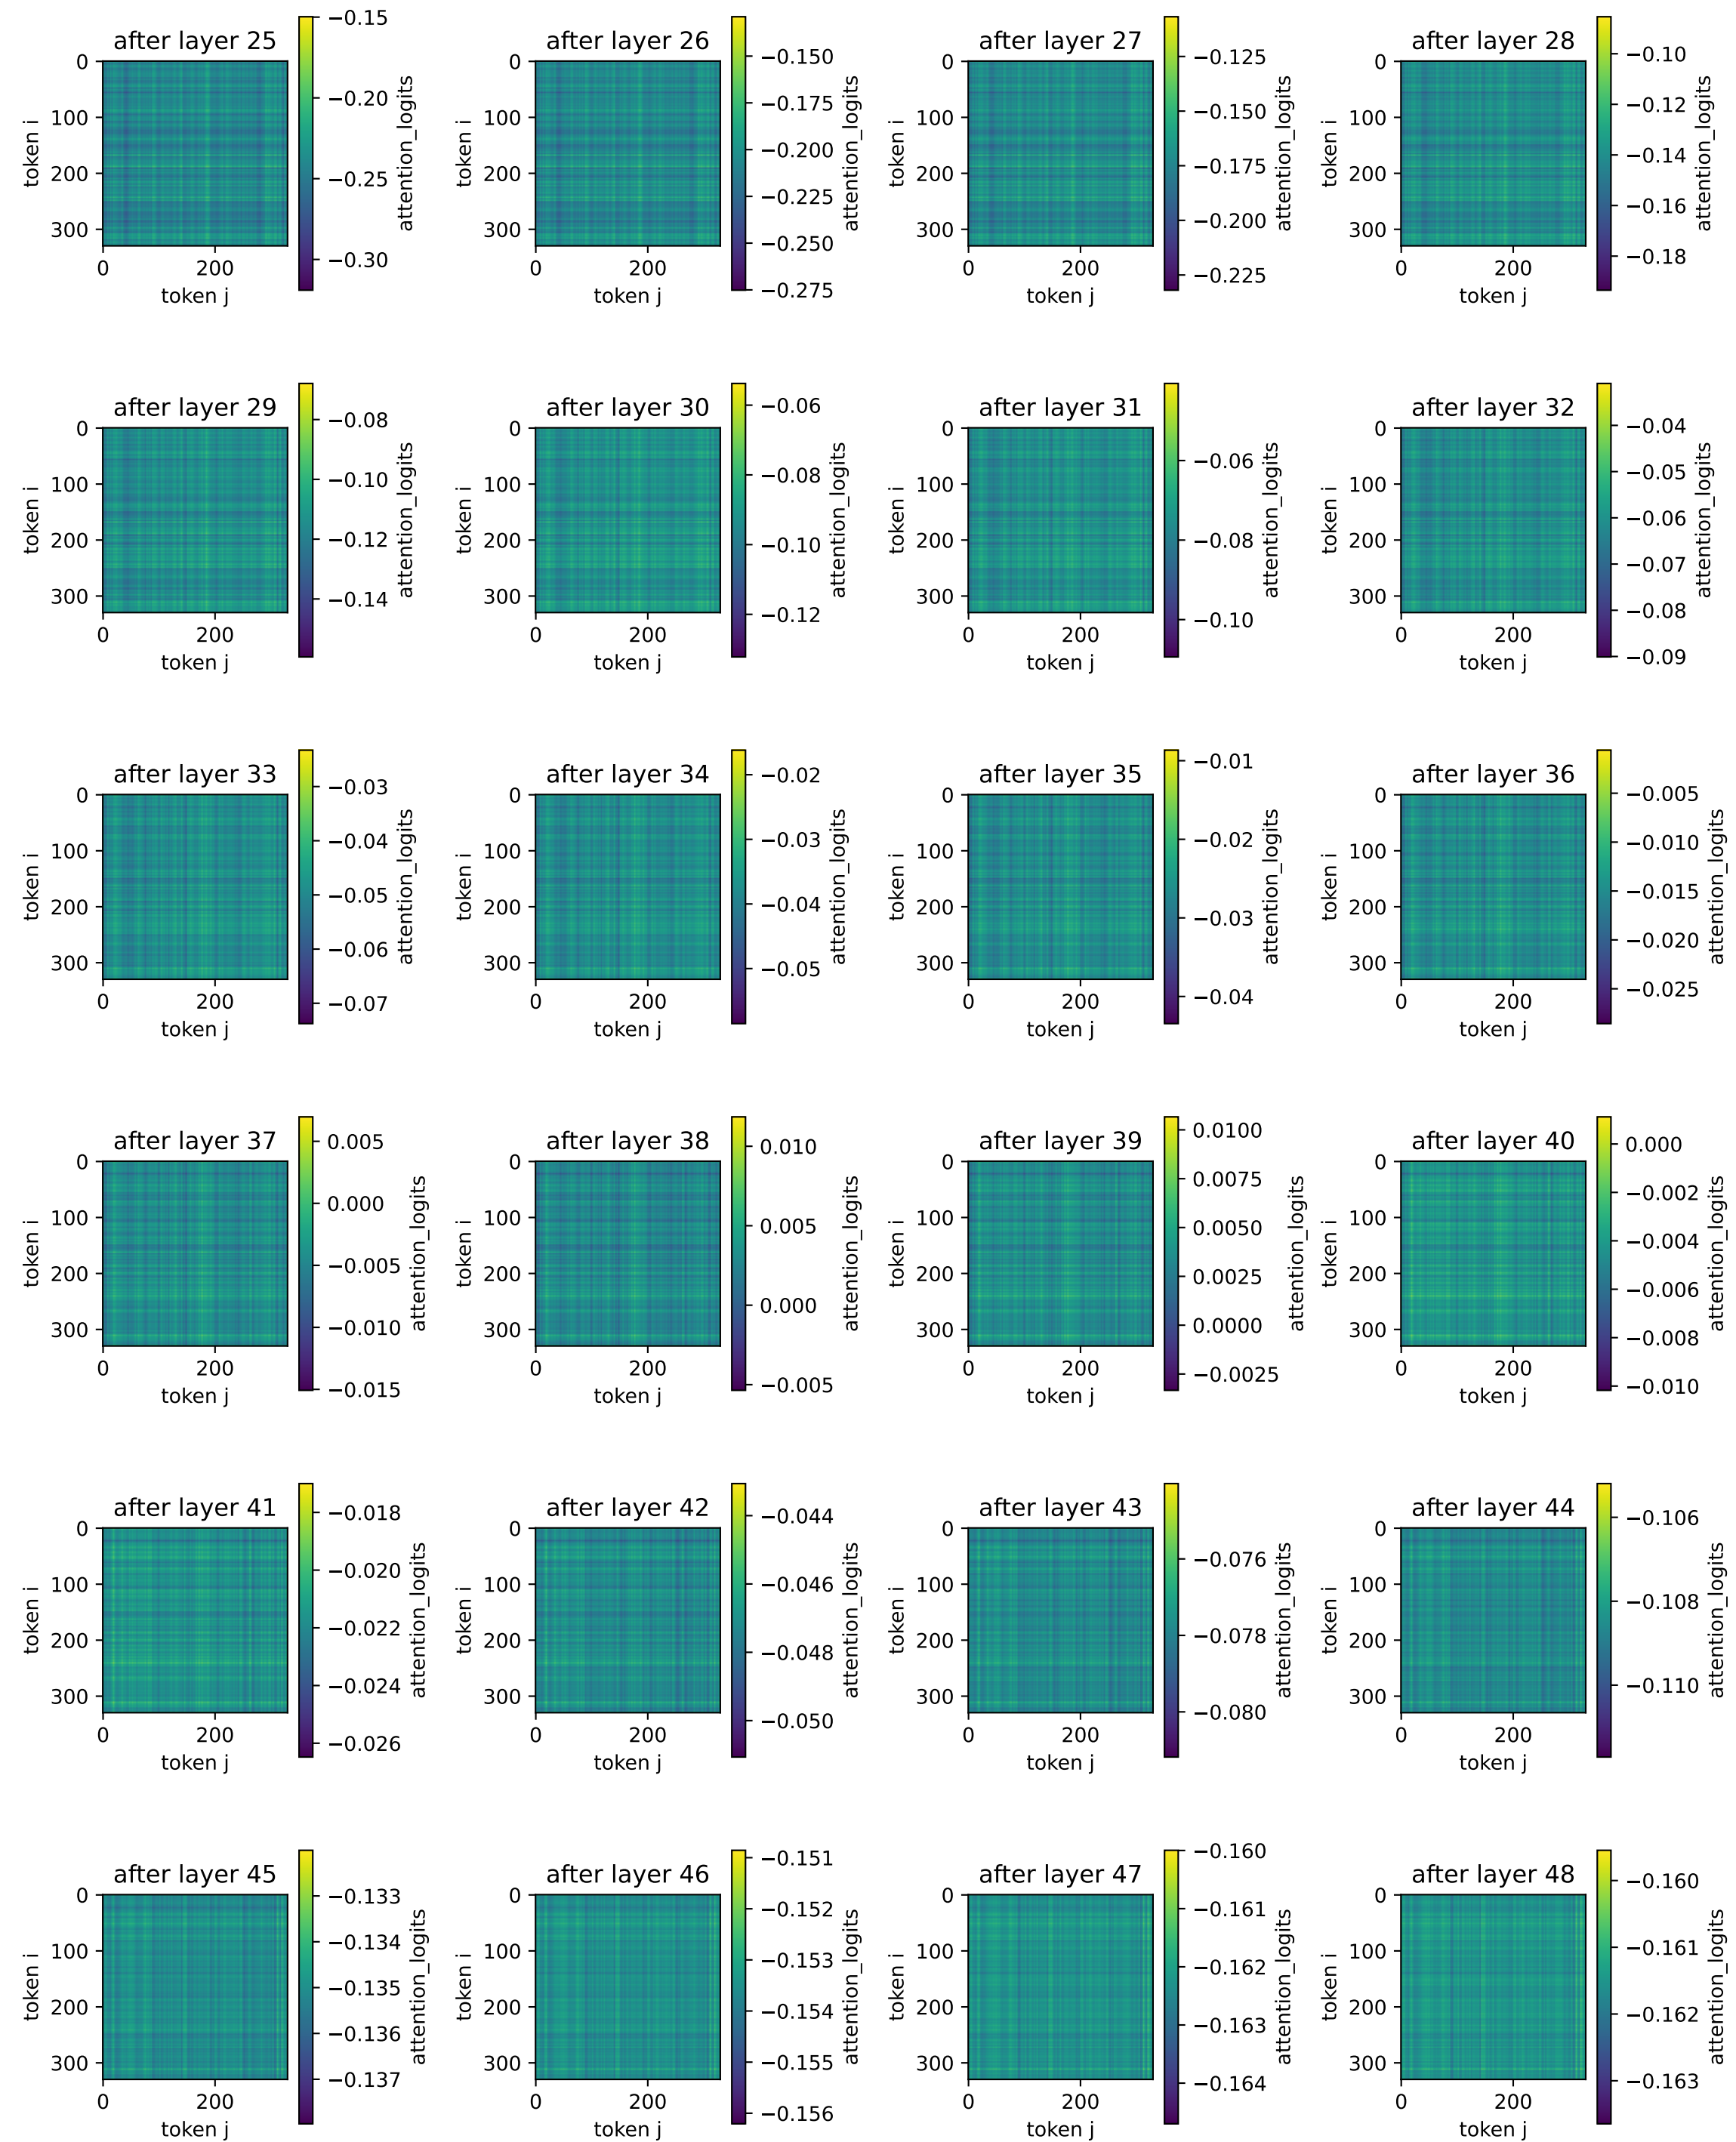 after layer 25
0
100
200
300
token i
0 200
token j
−0.15
−0.20
−0.25
−0.30
attention_logits
after layer 26
0
100
200
300
token i
0 200
token j
−0.150
−0.175
−0.200
−0.225
−0.250
−0.275
attention_logits
after layer 27
0
100
200
300
token i
0 200
token j
−0.125
−0.150
−0.175
−0.200
−0.225
attention_logits
after layer 28
0
100
200
300
token i
0 200
token j
−0.10
−0.12
−0.14
−0.16
−0.18
attention_logits
after layer 29
0
100
200
300
token i
0 200
token j
−0.08
−0.10
−0.12
−0.14
attention_logits
after layer 30
0
100
200
300
token i
0 200
token j
−0.06
−0.08
−0.10
−0.12
attention_logits
after layer 31
0
100
200
300
token i
0 200
token j
−0.06
−0.08
−0.10
attention_logits
after layer 32
0
100
200
300
token i
0 200
token j
−0.04
−0.05
−0.06
−0.07
−0.08
−0.09
attention_logits
after layer 33
0
100
200
300
token i
0 200
token j
−0.03
−0.04
−0.05
−0.06
−0.07
attention_logits
after layer 34
0
100
200
300
token i
0 200
token j
−0.02
−0.03
−0.04
−0.05
attention_logits
after layer 35
0
100
200
300
token i
0 200
token j
−0.01
−0.02
−0.03
−0.04
attention_logits
after layer 36
0
100
200
300
token i
0 200
token j
−0.005
−0.010
−0.015
−0.020
−0.025
attention_logits
after layer 37
0
100
200
300
token i
0 200
token j
0.005
0.000
−0.005
−0.010
−0.015
attention_logits
after layer 38
0
100
200
300
token i
0 200
token j
0.010
0.005
0.000
−0.005
attention_logits
after layer 39
0
100
200
300
token i
0 200
token j
0.0100
0.0075
0.0050
0.0025
0.0000
−0.0025
attention_logits
after layer 40
0
100
200
300
token i
0 200
token j
0.000
−0.002
−0.004
−0.006
−0.008
−0.010
attention_logits
after layer 41
0
100
200
300
token i
0 200
token j
−0.018
−0.020
−0.022
−0.024
−0.026
attention_logits
after layer 42
0
100
200
300
token i
0 200
token j
−0.044
−0.046
−0.048
−0.050
attention_logits
after layer 43
0
100
200
300
token i
0 200
token j
−0.076
−0.078
−0.080
attention_logits
after layer 44
0
100
200
300
token i
0 200
token j
−0.106
−0.108
−0.110
attention_logits
after layer 45
0
100
200
300
token i
0 200
token j
−0.133
−0.134
−0.135
−0.136
−0.137
attention_logits
after layer 46
0
100
200
300
token i
0 200
token j
−0.151
−0.152
−0.153
−0.154
−0.155
−0.156
attention_logits
after layer 47
0
100
200
300
token i
0 200
token j
−0.160
−0.161
−0.162
−0.163
−0.164
attention_logits
after layer 48
0
100
200
300
token i
0 200
token j
−0.160
−0.161
−0.162
−0.163
attention_logits